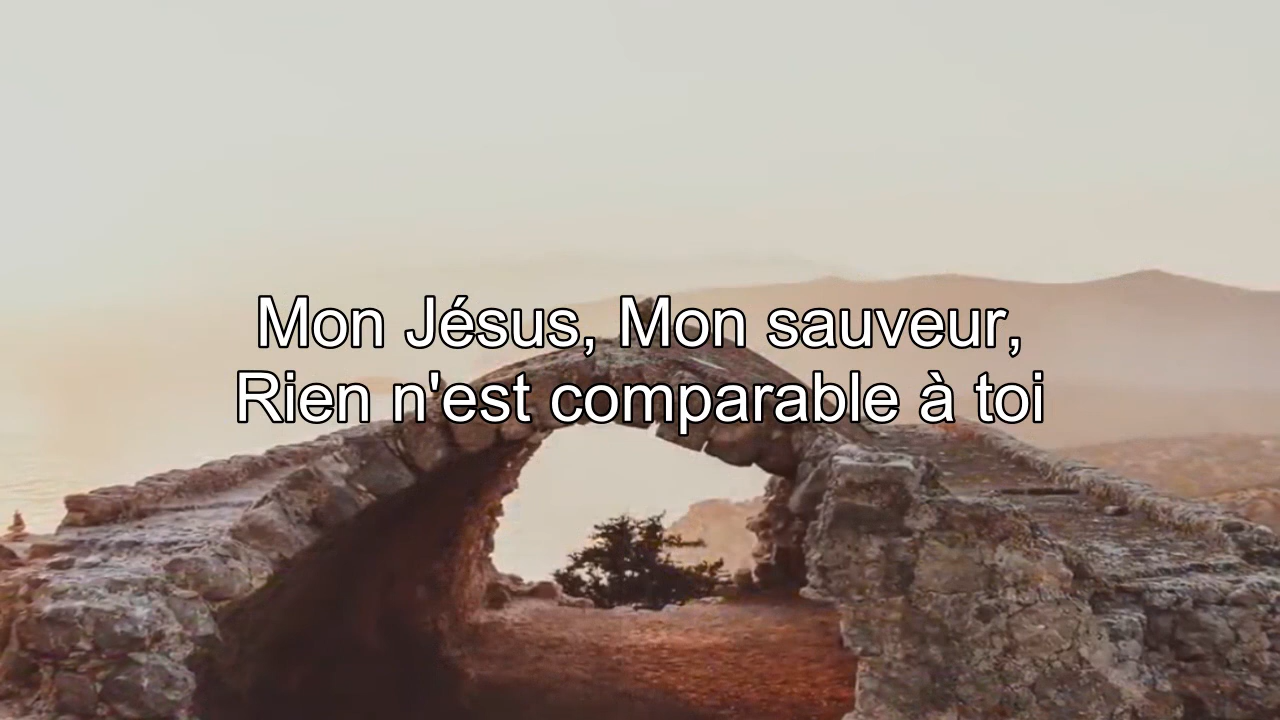 Mon Jésus, Mon sauveur,
Rien n'est comparable à toi